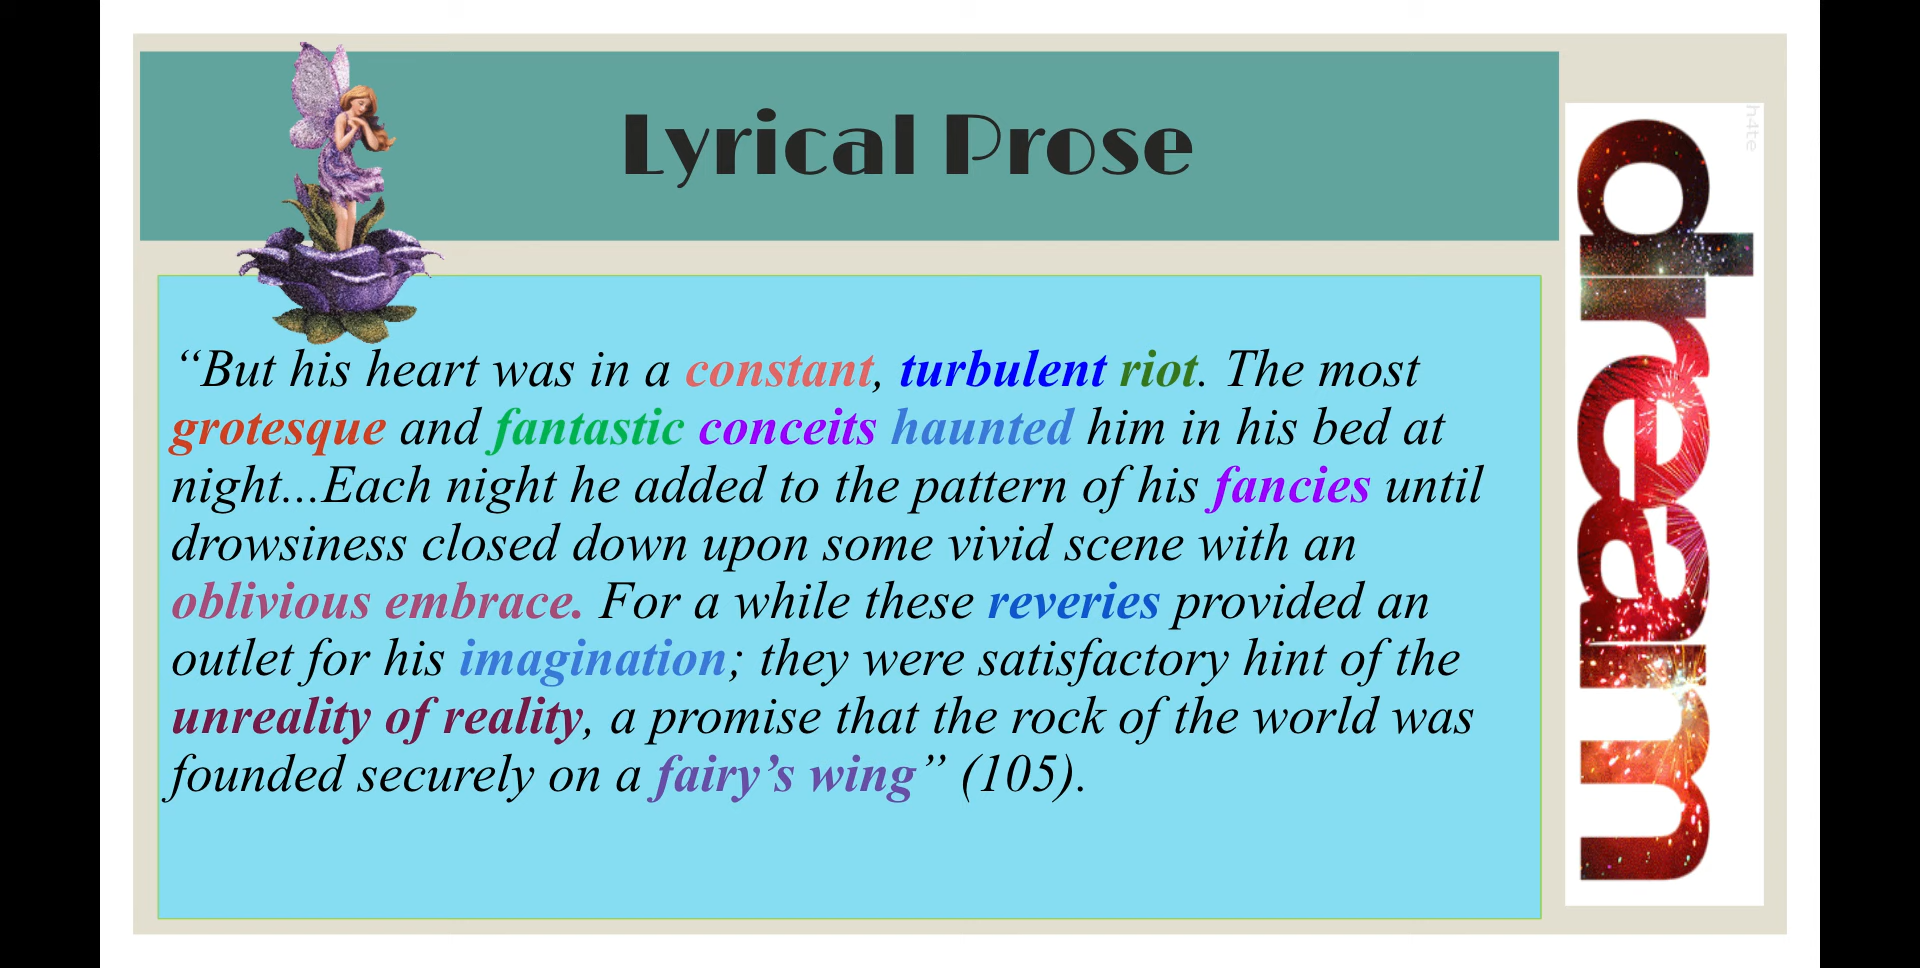 Lyrical Prose
“But his heart was in a constant, turbulent riot. The most
grotesque and fantastic conceits haunted him in his bed at
night...Each night he added to the pattern of his fancies until
drowsiness closed down upon some vivid scene with an
oblivious embrace. For a while these reveries provided an
outlet for his imagination; they were satisfactory hint of the
unreality of reality, a promise that the rock of the world was
founded securely on a fairy’s wing” (105).
dream
h4te